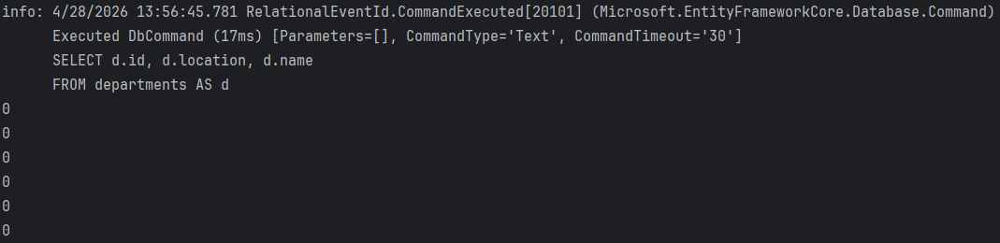 info: 4/28/2026 13:56:45.781 RelationalEventId.CommandExecuted[20101] (Microsoft.EntityFrameworkCore.Database.Command)
Executed DbCommand (17ms) [Parameters=[], CommandType='Text', CommandTimeout='30']
SELECT d.id, d.location, d.name
FROM departments AS d
0
0
0
0
0
0